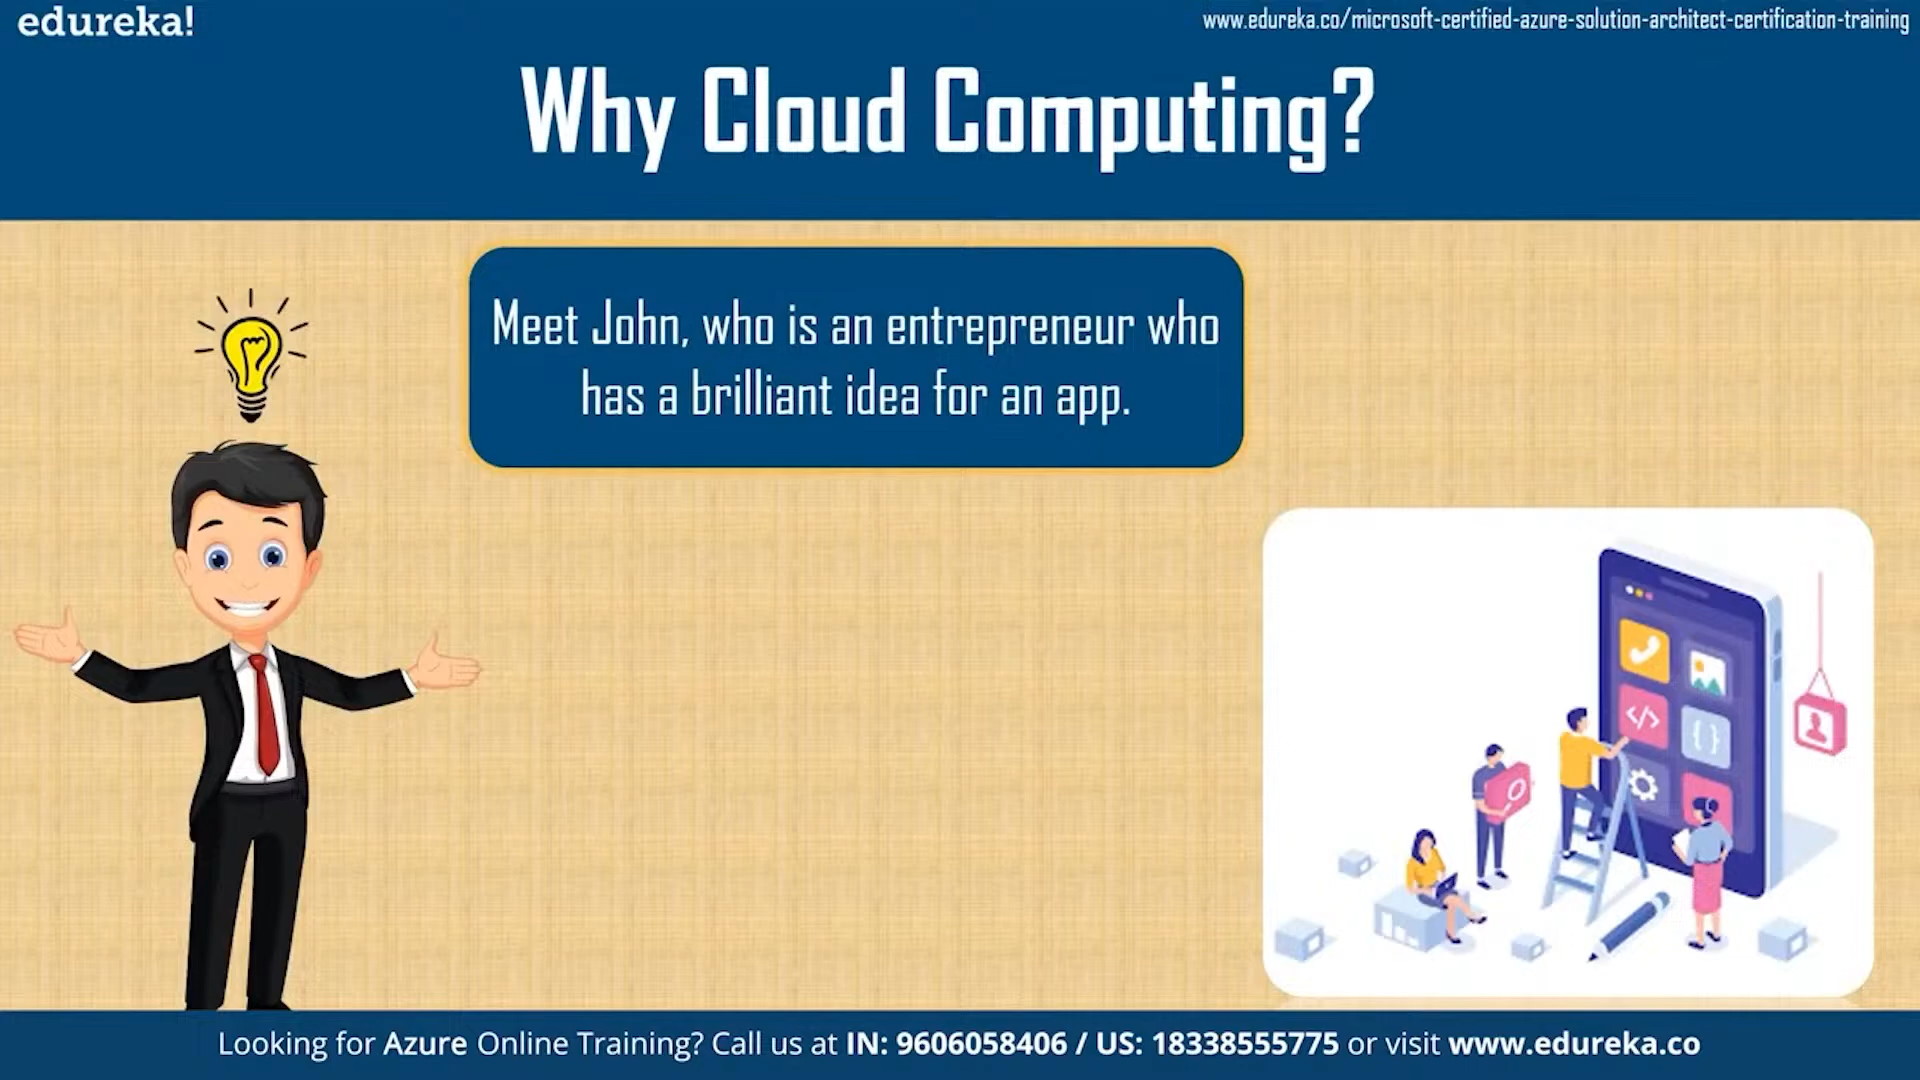 edureka!
www.edureka.co/microsoft-certified-azure-solution-architect-certification-training
Why Cloud Computing?
Meet John, who is an entrepreneur who
has a brilliant idea for an app.
Looking for Azure Online Training? Call us at IN: 9606058406 / US: 18338555775 or visit www.edureka.co